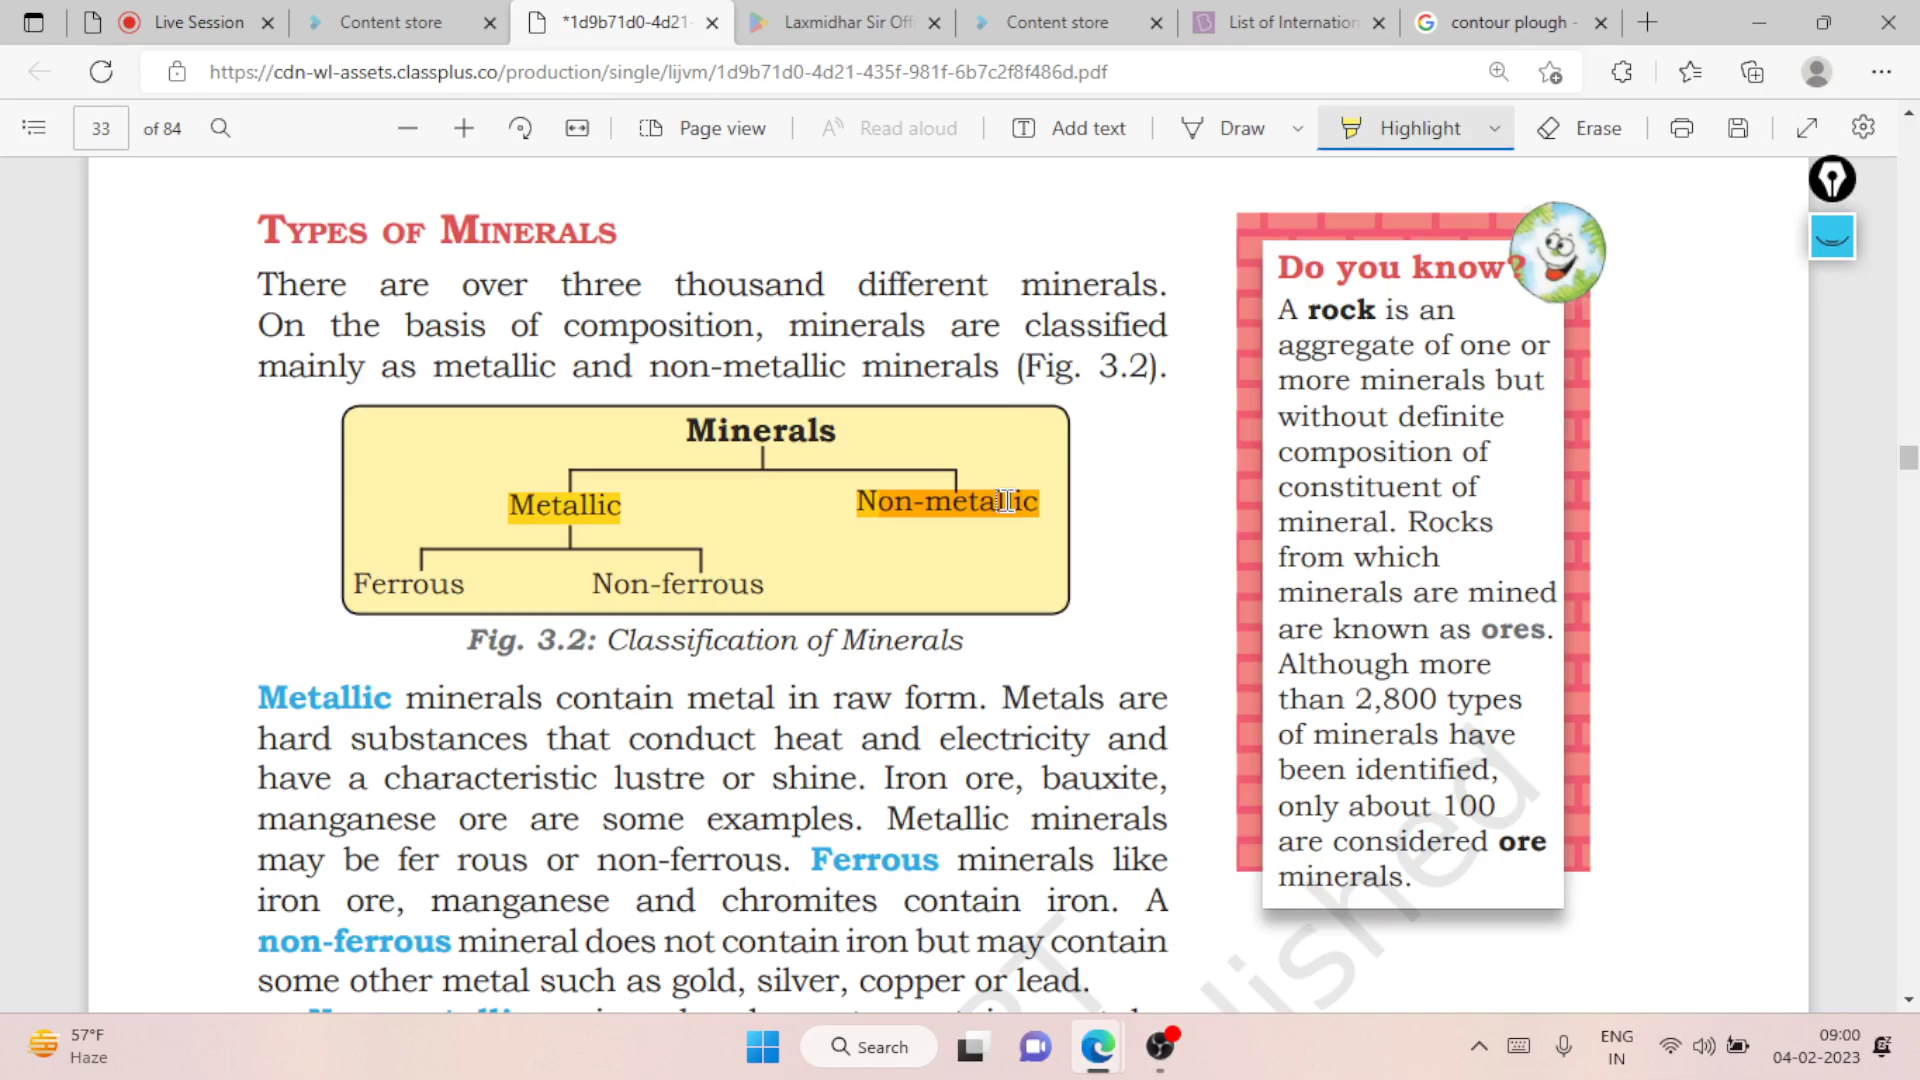 Live Session
Content store
*1d9b71d0-4d21-
Laxmidhar Sir Off
Content store
List of Internation
contour plough -
https://cdn-wl-assets.classplus.co/production/single/lijvm/1d9b71d0-4d21-435f-981f-6b7c2f8f486d.pdf
33 of 84
Page view
Read aloud
Add text
Draw
Highlight
Erase
TYPES OF MINERALS
There are over three thousand different minerals.
On the basis of composition, minerals are classified
mainly as metallic and non-metallic minerals (Fig. 3.2).
Minerals
Metallic
Non-metallic
Ferrous
Non-ferrous
Fig. 3.2: Classification of Minerals
Metallic minerals contain metal in raw form. Metals are
hard substances that conduct heat and electricity and
have a characteristic lustre or shine. Iron ore, bauxite,
manganese ore are some examples. Metallic minerals
may be fer rous or non-ferrous. Ferrous minerals like
iron ore, manganese and chromites contain iron. A
non-ferrous mineral does not contain iron but may contain
some other metal such as gold, silver, copper or lead.
Do you know?
A rock is an
aggregate of one or
more minerals but
without definite
composition of
constituent of
mineral. Rocks
from which
minerals are mined
are known as ores.
Although more
than 2,800 types
of minerals have
been identified,
only about 100
are considered ore
minerals.
57°F
Haze
Search
ENG
IN
09:00
04-02-2023